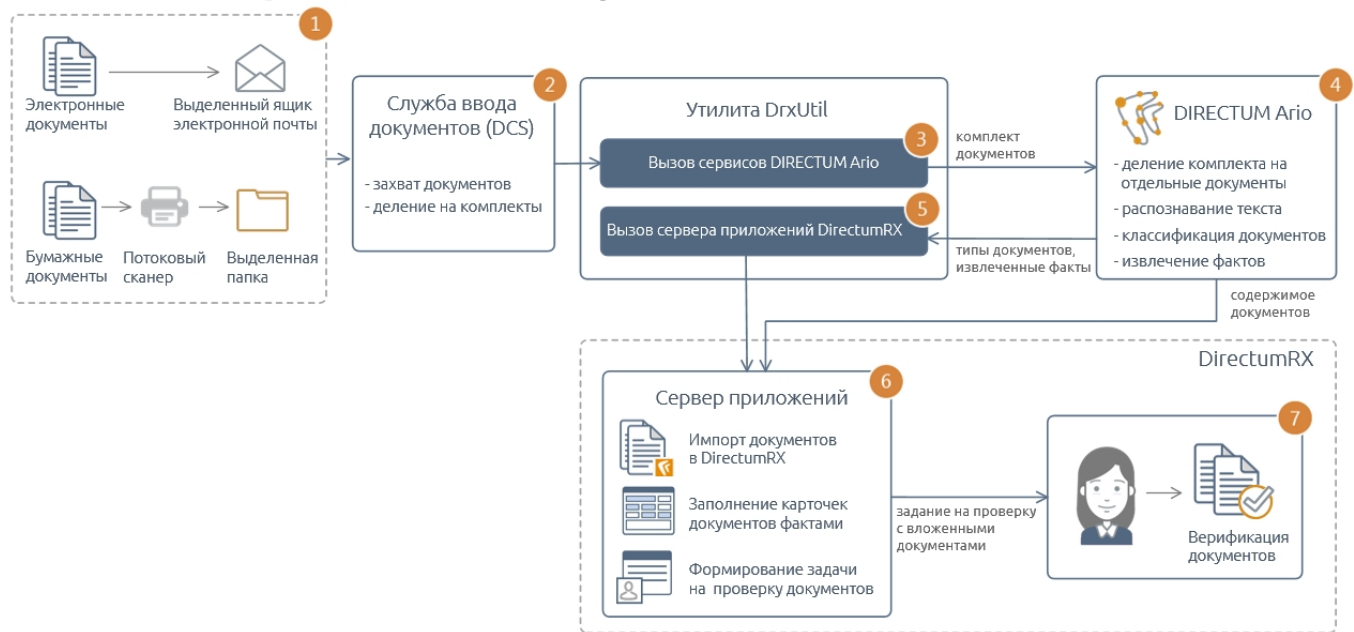 1
Электронные
документы
Выделенный ящик
электронной почты
Бумажные
документы
Потоковый
сканер
Выделенная
папка
2
Служба ввода
документов (DCS)
- захват документов
- деление на комплекты
Утилита DrxUtil
3
Вызов сервисов DIRECTUM Ario
5
Вызов сервера приложений DirectumRX
комплект
документов
типы документов,
извлеченные факты
4
DIRECTUM Ario
- деление комплекта на
отдельные документы
- распознавание текста
- классификация документов
- извлечение фактов
содержимое
документов
DirectumRX
6
Сервер приложений
Импорт документов
в DirectumRX
Заполнение карточек
документов фактами
Формирование задачи
на проверку документов
задание на проверку
с вложенными
документами
7
Верификация
документов